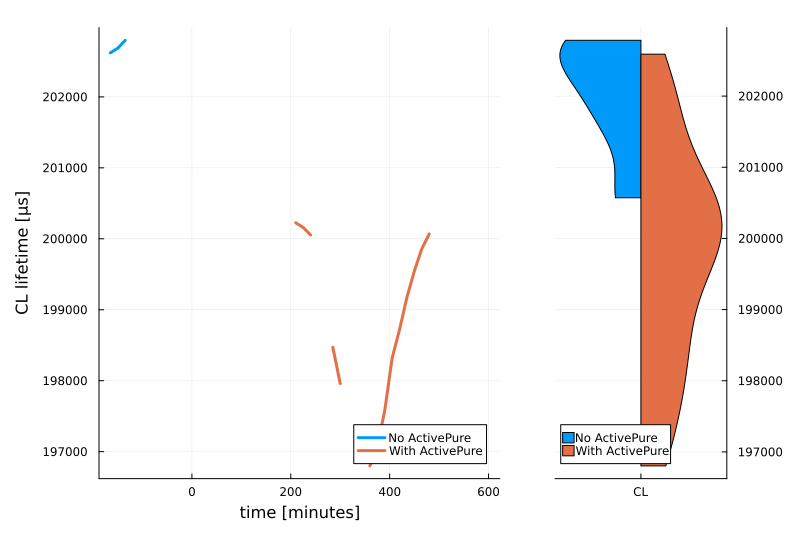 CL lifetime [µs]
202000
201000
200000
199000
198000
197000
0
200
400
600
time [minutes]
No ActivePure
With ActivePure
202000
201000
200000
199000
198000
197000
CL
No ActivePure
With ActivePure